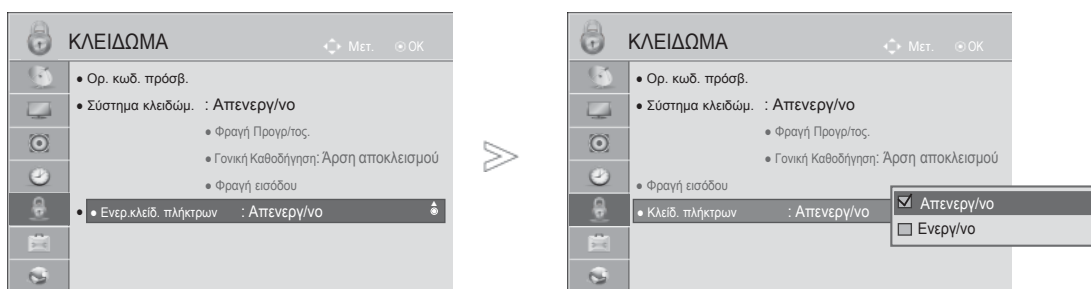 ΚΛΕΙΔΩΜΑ Μετ. OK
• Ορ. κωδ. πρόσβ.
• Σύστημα κλειδώμ. : Απενεργ/νο
• Φραγή Προγρ/τος.
• Γονική Καθοδήγηση: Άρση αποκλεισμού
• Φραγή εισόδου
• • Ενερ.κλείδ. πλήκτρων : Απενεργ/νο
ΚΛΕΙΔΩΜΑ Μετ. OK
• Ορ. κωδ. πρόσβ.
• Σύστημα κλειδώμ. : Απενεργ/νο
• Φραγή Προγρ/τος.
• Γονική Καθοδήγηση: Άρση αποκλεισμού
• Φραγή εισόδου
• Κλείδ. πλήκτρων : Απενεργ/νο
Απενεργ/νο
Ενεργ/νο